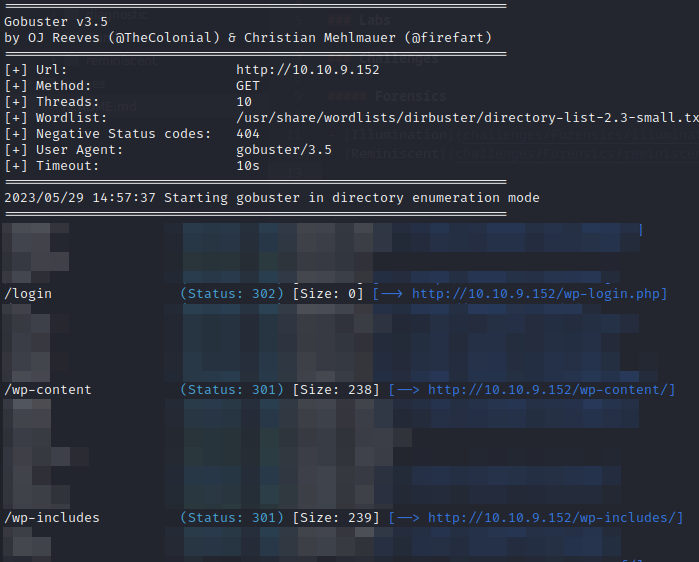 Gobuster v3.5
by OJ Reeves (@TheColonial) & Christian Mehlmauer (@firefart)
[+] Url: http://10.10.9.152
[+] Method: GET
[+] Threads: 10
[+] Wordlist: /usr/share/wordlists/dirbuster/directory-list-2.3-small.tx
[+] Negative Status codes: 404
[+] User Agent: gobuster/3.5
[+] Timeout: 10s
2023/05/29 14:57:37 Starting gobuster in directory enumeration mode
/login (Status: 302) [Size: 0] [--> http://10.10.9.152/wp-login.php]
/wp-content (Status: 301) [Size: 238] [--> http://10.10.9.152/wp-content/]
/wp-includes (Status: 301) [Size: 239] [--> http://10.10.9.152/wp-includes/]